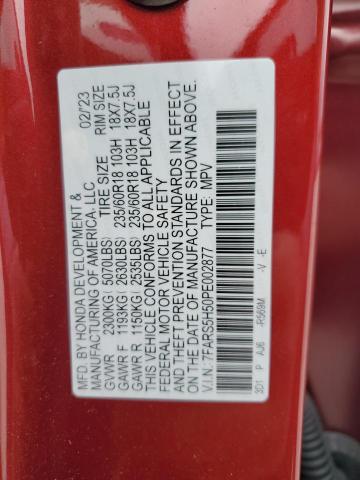 MFD. BY HONDA DEVELOPMENT & 02/23
MANUFACTURING OF AMERICA, LLC
TIRE SIZE RIM SIZE
GVWR 2300KG (5070LBS)
GAWR F 1193KG (2630LBS) 235/60R18 103H 18X7.5J
GAWR R 1150KG (2535LBS) 235/60R18 103H 18X7.5J
THIS VEHICLE CONFORMS TO ALL APPLICABLE
FEDERAL MOTOR VEHICLE SAFETY
AND THEFT PREVENTION STANDARDS IN EFFECT
ON THE DATE OF MANUFACTURE SHOWN ABOVE.
V.I.N.: 7FARS5H50PE002877 TYPE: MPV
3D1 P AJ6 -R569M -V -E